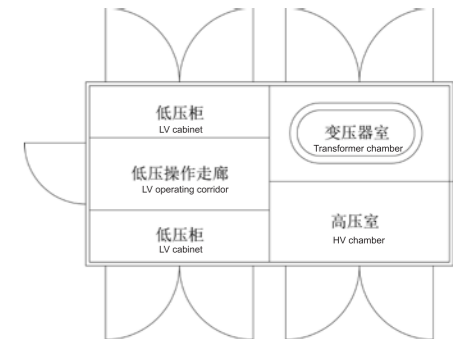 低压柜
LV cabinet
低压操作走廊
LV operating corridor
低压柜
LV cabinet
变压器室
Transformer chamber
高压室
HV chamber